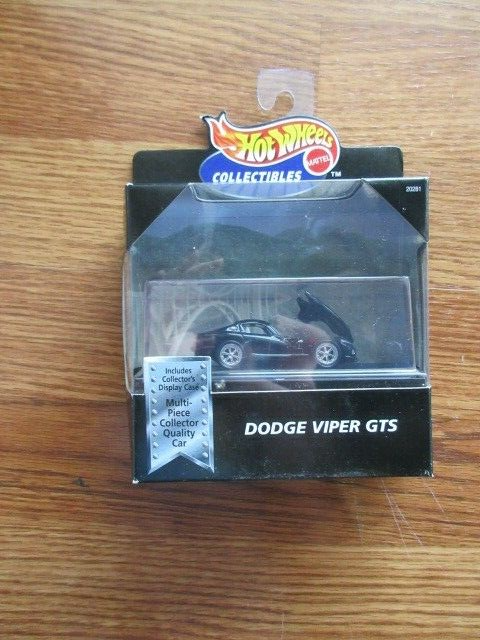 HOT WHEELS
MATTEL
COLLECTIBLES ™
20281
Includes
Collector's
Display Case
Multi-
Piece
Collector
Quality
Car
DODGE VIPER GTS